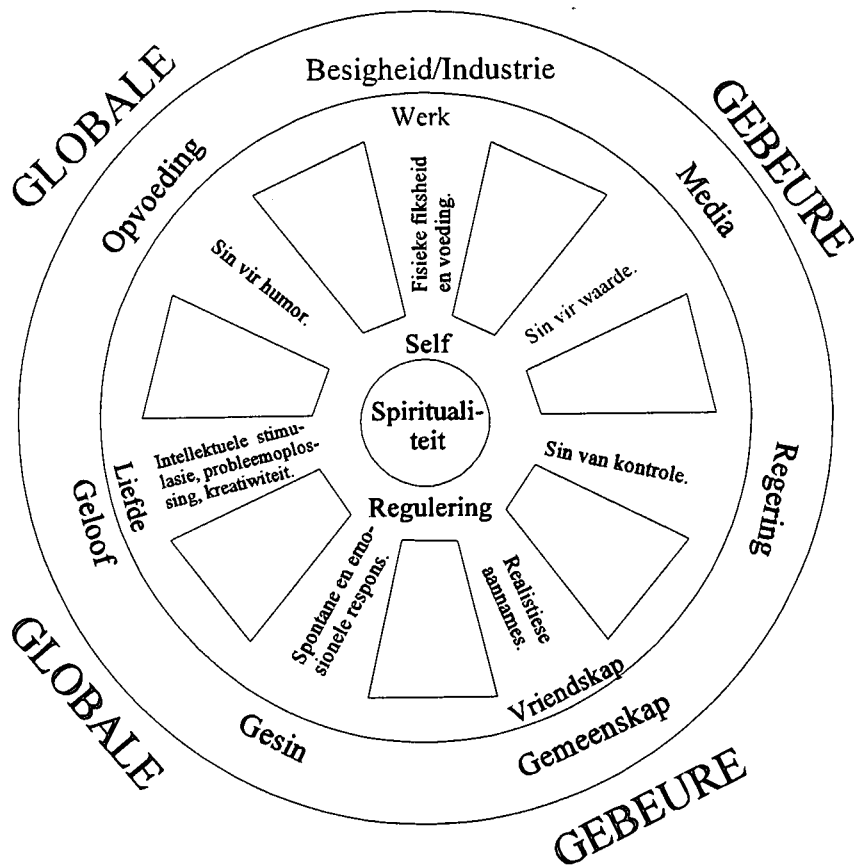 GLOBALE
GEBEURE
Besigheid/Industrie
Opvoeding
Media
Werk
Fisieke fiksheid
en voeding.
Sin vir humor.
Sin vir waarde.
Self
Spirituali-
teit
Regulering
Intellektuele stimu-
lasie, probleemoplos-
sing, kreatiwiteit.
Sin van kontrole.
Liefde
Geloof
Regering
Spontane en emo-
sionele respons.
Realistiese
aannames.
Vriendskap
Gesin
Gemeenskap
GLOBALE
GEBEURE